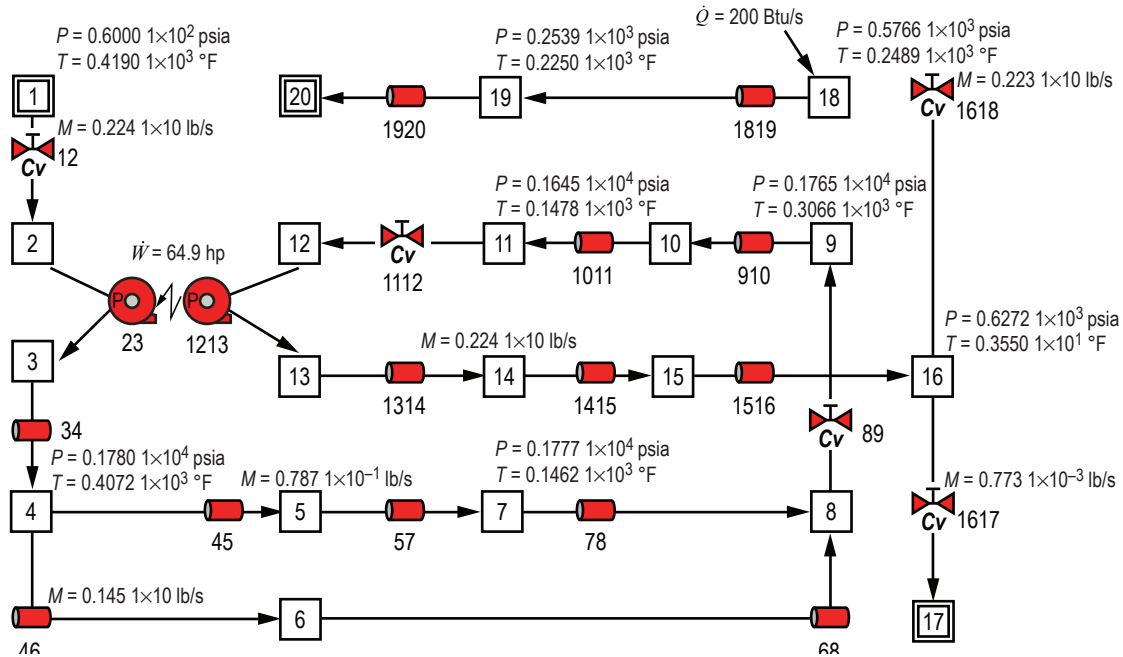 P = 0.6000 1×10² psia
T = 0.4190 1×10³ °F
1
M = 0.224 1×10 lb/s
Cv
12
20
1920
P = 0.2539 1×10³ psia
T = 0.2250 1×10³ °F
19
1819
Q̇ = 200 Btu/s
18
P = 0.5766 1×10³ psia
T = 0.2489 1×10³ °F
M = 0.223 1×10 lb/s
Cv
1618
2
Ẇ = 64.9 hp
P
23
P
1213
12
Cv
1112
P = 0.1645 1×10⁴ psia
T = 0.1478 1×10³ °F
11
1011
10
910
P = 0.1765 1×10⁴ psia
T = 0.3066 1×10³ °F
9
3
13
1314
M = 0.224 1×10 lb/s
14
1415
15
1516
P = 0.6272 1×10³ psia
T = 0.3550 1×10¹ °F
16
34
Cv
89
P = 0.1780 1×10⁴ psia
T = 0.4072 1×10³ °F
4
45
M = 0.787 1×10⁻¹ lb/s
5
57
P = 0.1777 1×10⁴ psia
T = 0.1462 1×10³ °F
7
78
8
M = 0.773 1×10⁻³ lb/s
Cv
1617
46
M = 0.145 1×10 lb/s
6
68
17